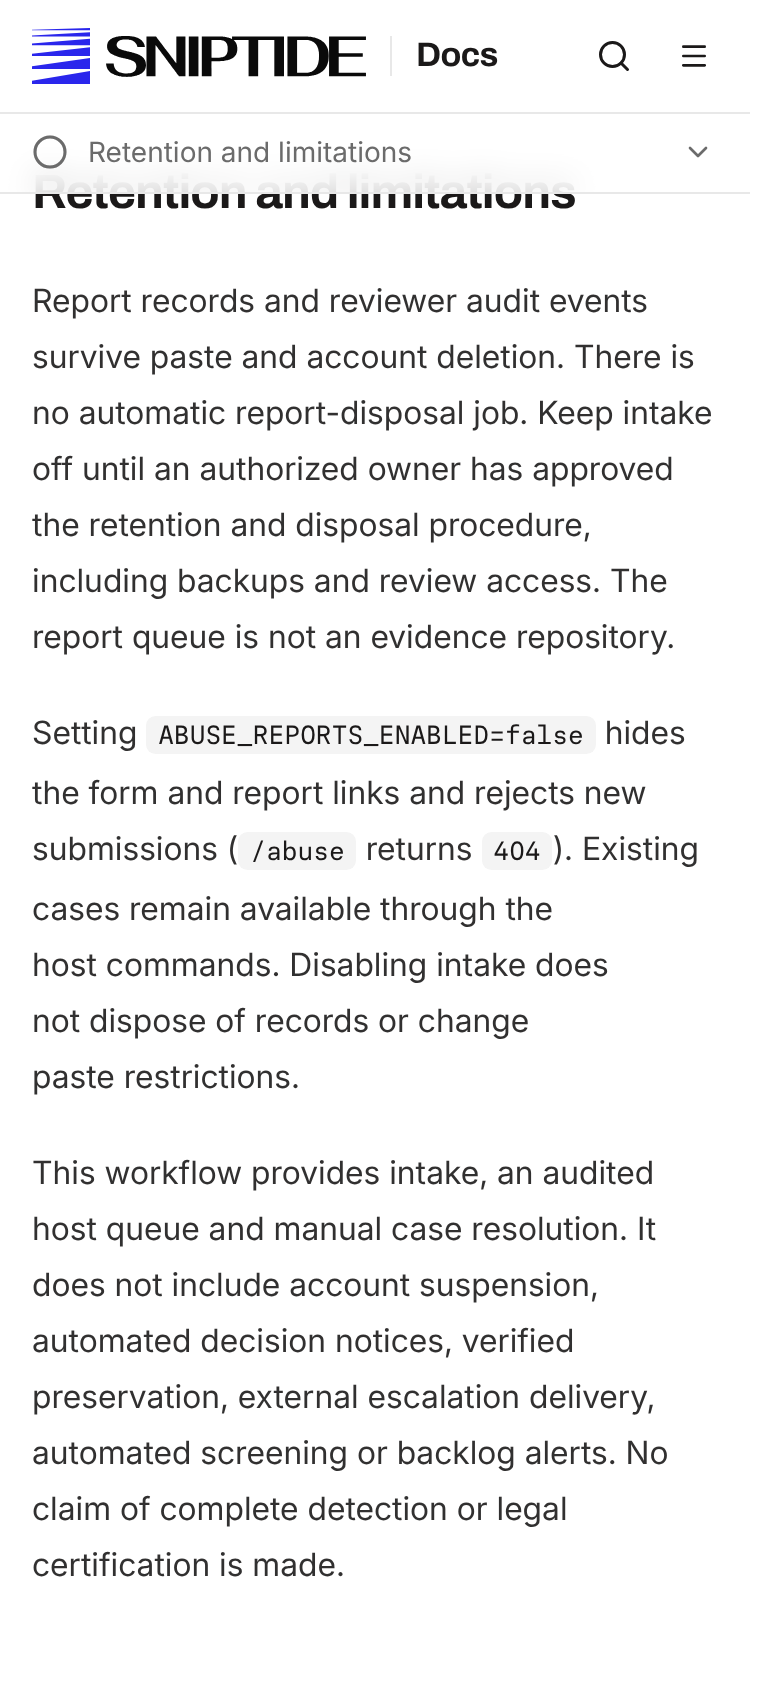 SNIPTIDE Docs
Retention and limitations
Retention and limitations
Report records and reviewer audit events
survive paste and account deletion. There is
no automatic report-disposal job. Keep intake
off until an authorized owner has approved
the retention and disposal procedure,
including backups and review access. The
report queue is not an evidence repository.
Setting ABUSE_REPORTS_ENABLED=false hides
the form and report links and rejects new
submissions (/abuse returns 404). Existing
cases remain available through the
host commands. Disabling intake does
not dispose of records or change
paste restrictions.
This workflow provides intake, an audited
host queue and manual case resolution. It
does not include account suspension,
automated decision notices, verified
preservation, external escalation delivery,
automated screening or backlog alerts. No
claim of complete detection or legal
certification is made.